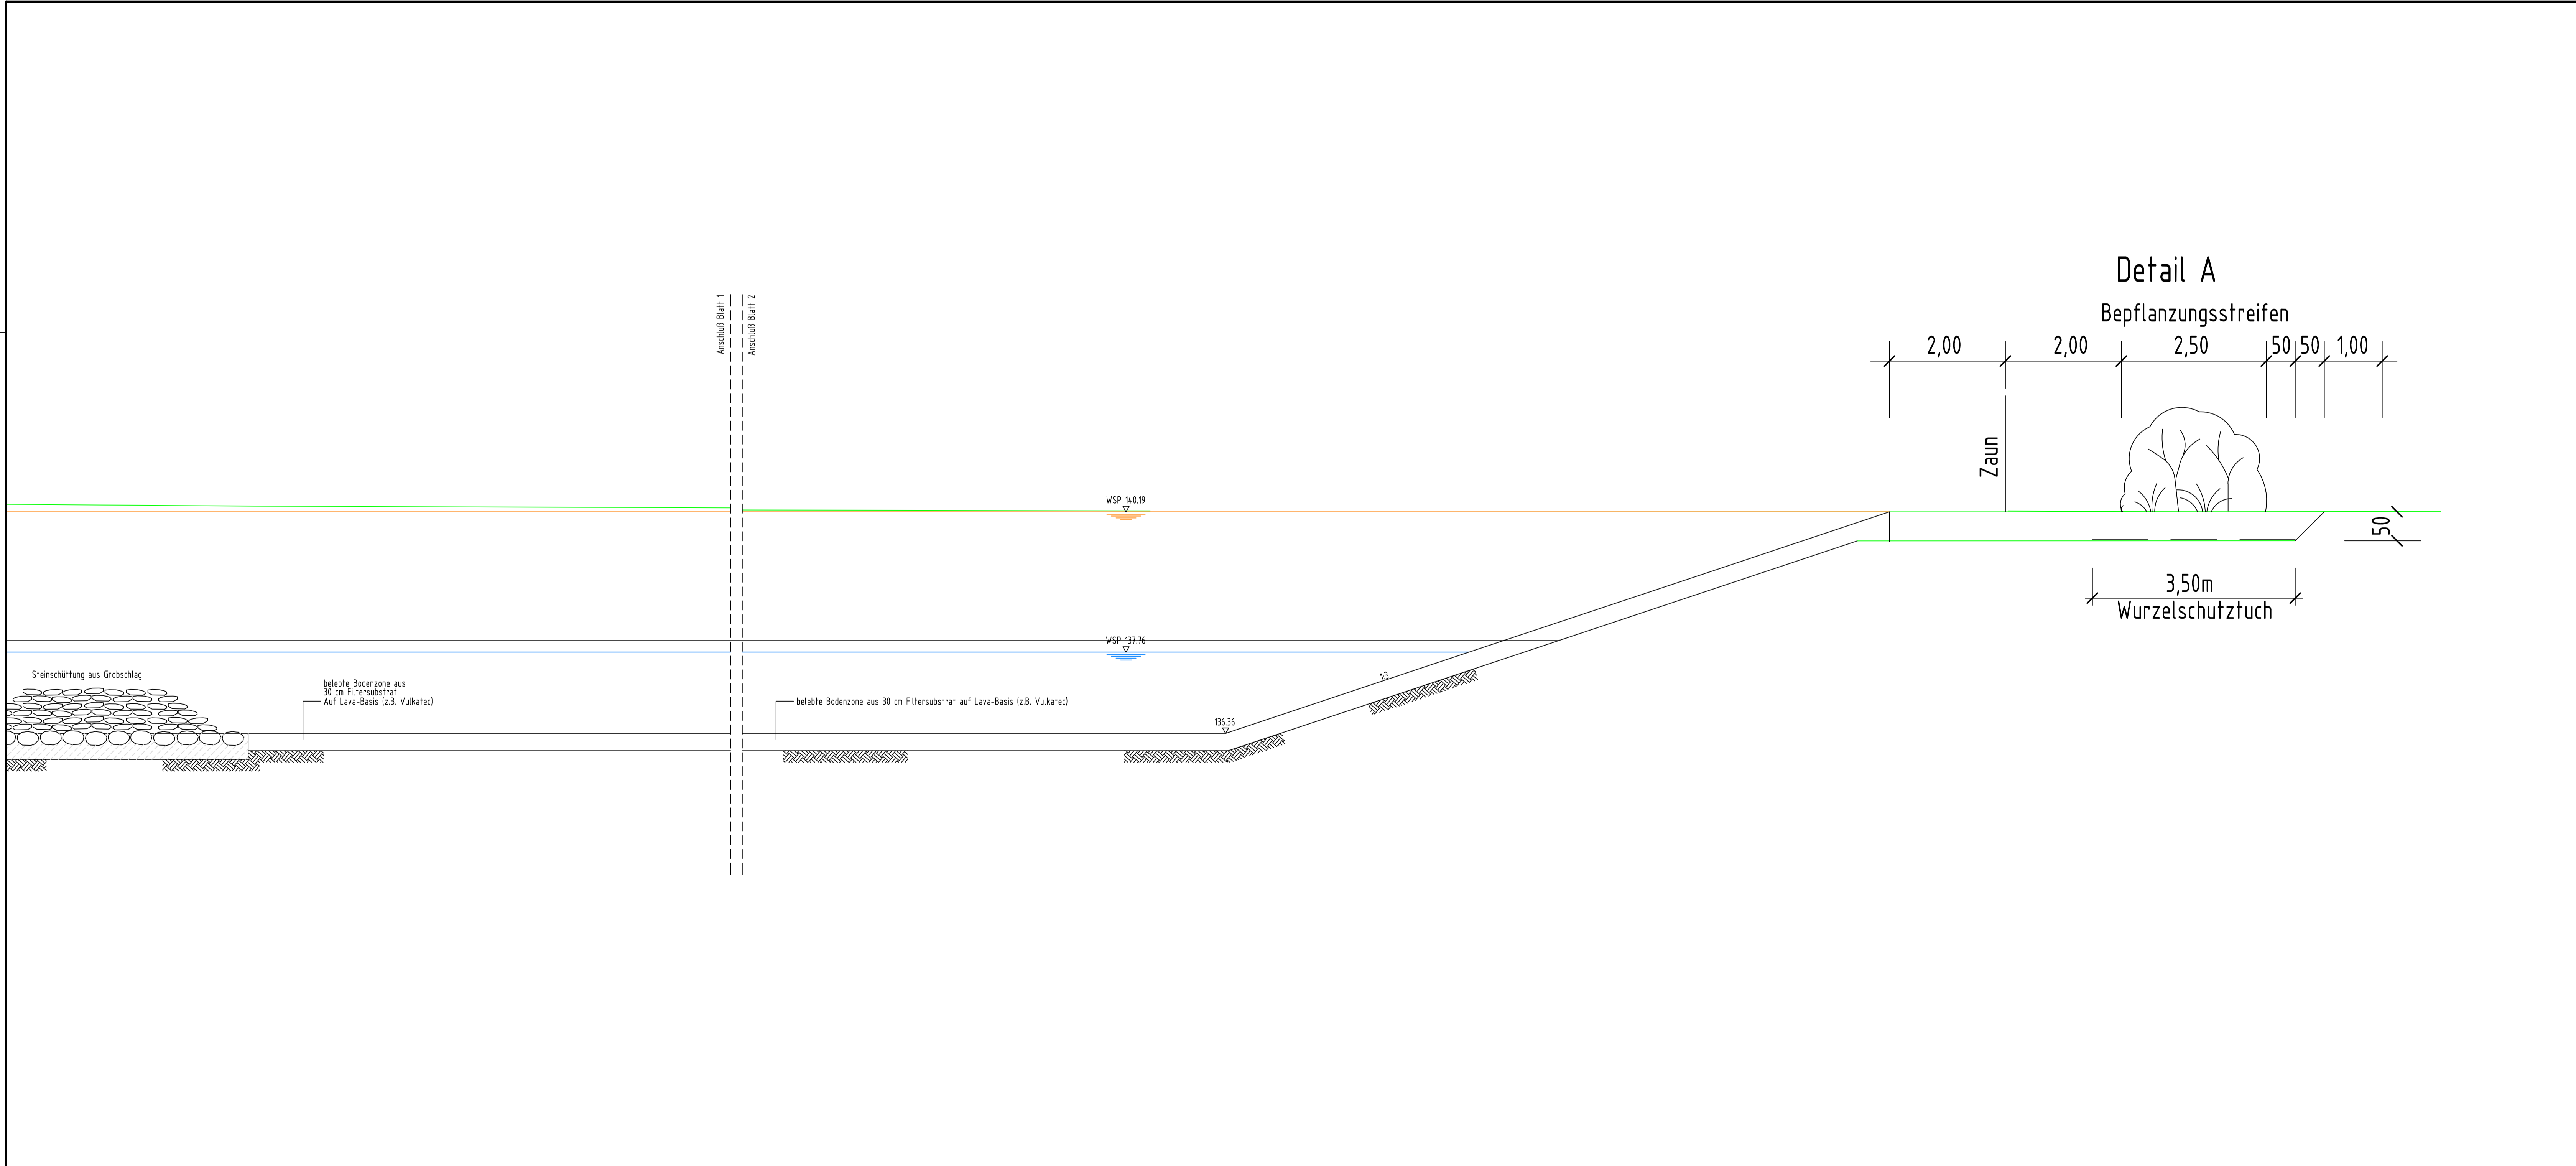 Detail A
Bepflanzungsstreifen
2,00
2,00
2,50
50
50
1,00
Anschluß Blatt 1
Anschluß Blatt 2
Zaun
WSP 140.19
50
3,50m
Wurzelschutztuch
WSP 137.76
Steinschüttung aus Grobschlag
belebte Bodenzone aus
30 cm Filtersubstrat
Auf Lava-Basis (z.B. Vulkatec)
belebte Bodenzone aus 30 cm Filtersubstrat auf Lava-Basis (z.B. Vulkatec)
1:3
136.36